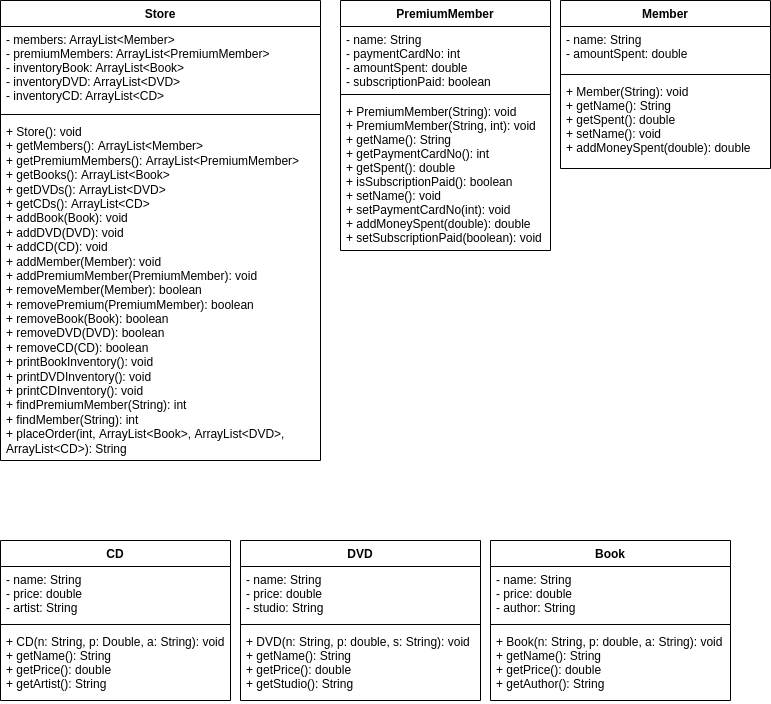 Store
- members: ArrayList<Member>
- premiumMembers: ArrayList<PremiumMember>
- inventoryBook: ArrayList<Book>
- inventoryDVD: ArrayList<DVD>
- inventoryCD: ArrayList<CD>
+ Store(): void
+ getMembers(): ArrayList<Member>
+ getPremiumMembers(): ArrayList<PremiumMember>
+ getBooks(): ArrayList<Book>
+ getDVDs(): ArrayList<DVD>
+ getCDs(): ArrayList<CD>
+ addBook(Book): void
+ addDVD(DVD): void
+ addCD(CD): void
+ addMember(Member): void
+ addPremiumMember(PremiumMember): void
+ removeMember(Member): boolean
+ removePremium(PremiumMember): boolean
+ removeBook(Book): boolean
+ removeDVD(DVD): boolean
+ removeCD(CD): boolean
+ printBookInventory(): void
+ printDVDInventory(): void
+ printCDInventory(): void
+ findPremiumMember(String): int
+ findMember(String): int
+ placeOrder(int, ArrayList<Book>, ArrayList<DVD>,
ArrayList<CD>): String
PremiumMember
- name: String
- paymentCardNo: int
- amountSpent: double
- subscriptionPaid: boolean
+ PremiumMember(String): void
+ PremiumMember(String, int): void
+ getName(): String
+ getPaymentCardNo(): int
+ getSpent(): double
+ isSubscriptionPaid(): boolean
+ setName(): void
+ setPaymentCardNo(int): void
+ addMoneySpent(double): double
+ setSubscriptionPaid(boolean): void
Member
- name: String
- amountSpent: double
+ Member(String): void
+ getName(): String
+ getSpent(): double
+ setName(): void
+ addMoneySpent(double): double
CD
- name: String
- price: double
- artist: String
+ CD(n: String, p: Double, a: String): void
+ getName(): String
+ getPrice(): double
+ getArtist(): String
DVD
- name: String
- price: double
- studio: String
+ DVD(n: String, p: double, s: String): void
+ getName(): String
+ getPrice(): double
+ getStudio(): String
Book
- name: String
- price: double
- author: String
+ Book(n: String, p: double, a: String): void
+ getName(): String
+ getPrice(): double
+ getAuthor(): String